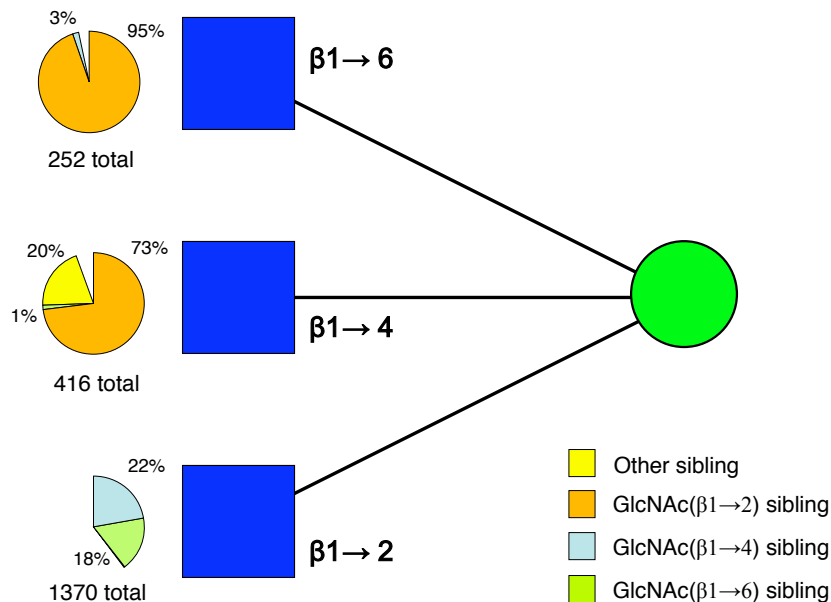 3%
95%
β1→ 6
252 total
20%
73%
1%
β1→ 4
416 total
22%
18%
β1→ 2
1370 total
Other sibling
GlcNAc(β1→2) sibling
GlcNAc(β1→4) sibling
GlcNAc(β1→6) sibling